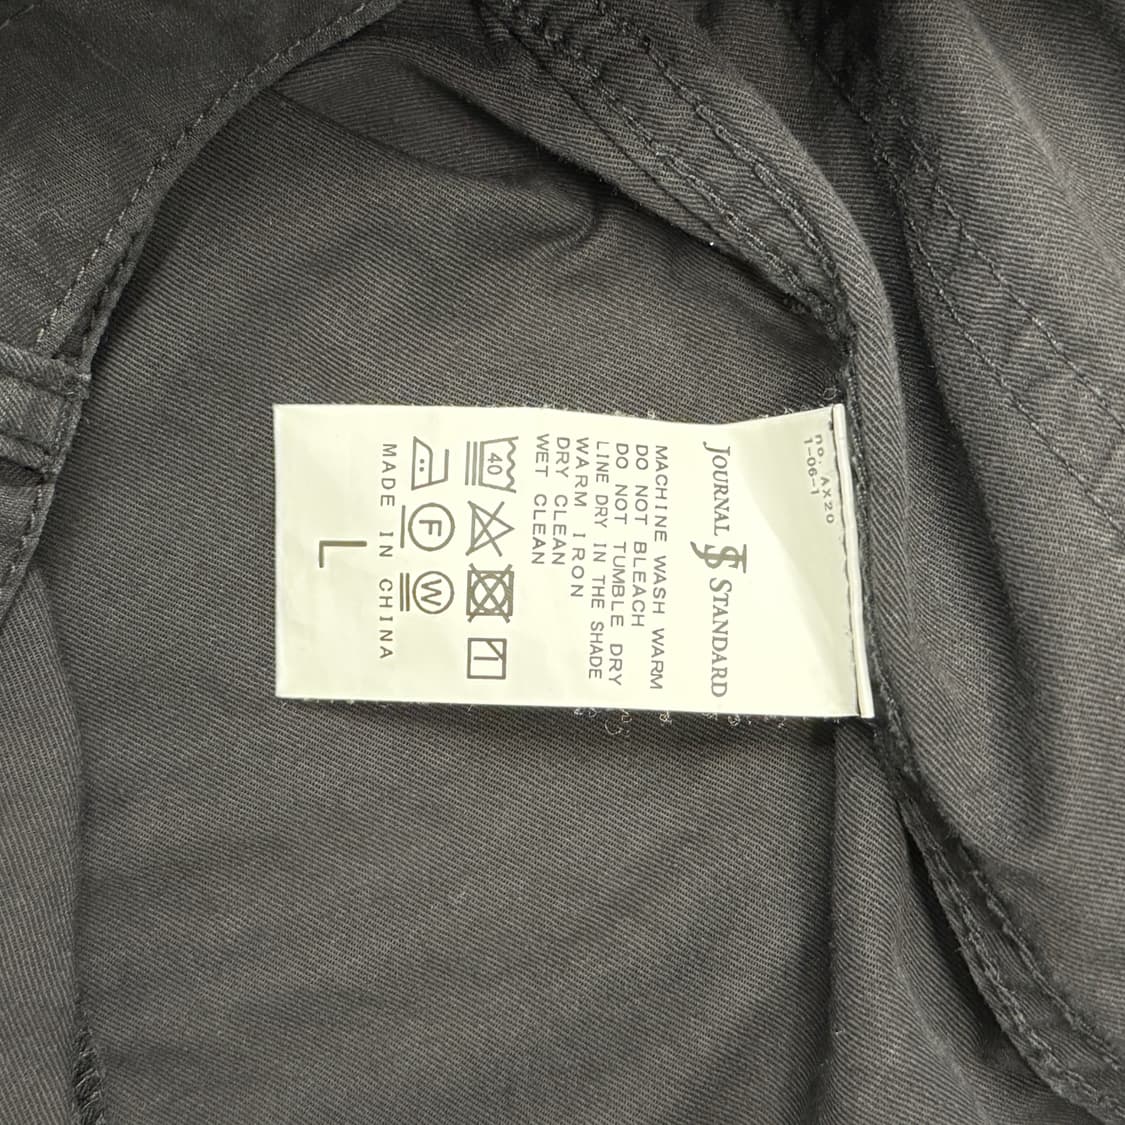 no. AX20
1-06-1
JOURNAL JS STANDARD
MACHINE WASH WARM
DO NOT BLEACH
DO NOT TUMBLE DRY
LINE DRY IN THE SHADE
WARM IRON
DRY CLEAN
WET CLEAN
40
F W
MADE IN CHINA
L